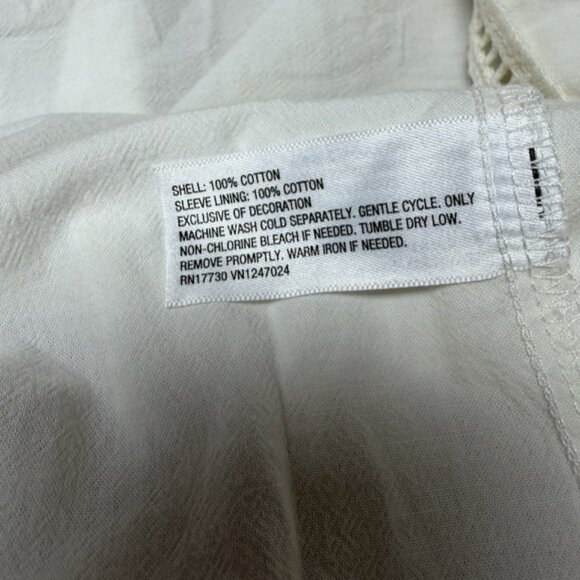 SHELL: 100% COTTON
SLEEVE LINING: 100% COTTON
EXCLUSIVE OF DECORATION
MACHINE WASH COLD SEPARATELY. GENTLE CYCLE. ONLY
NON-CHLORINE BLEACH IF NEEDED. TUMBLE DRY LOW.
REMOVE PROMPTLY. WARM IRON IF NEEDED.
RN17730 VN1247024